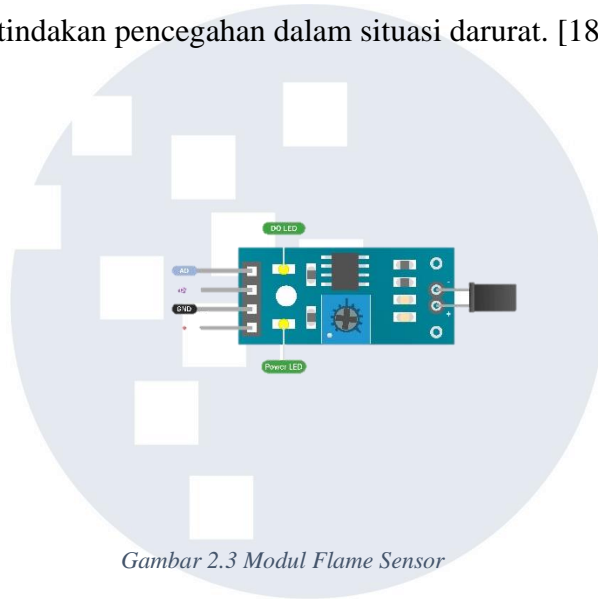 tindakan pencegahan dalam situasi darurat. [18
DO LED
AO
GND
+
Power LED
-
+
Gambar 2.3 Modul Flame Sensor